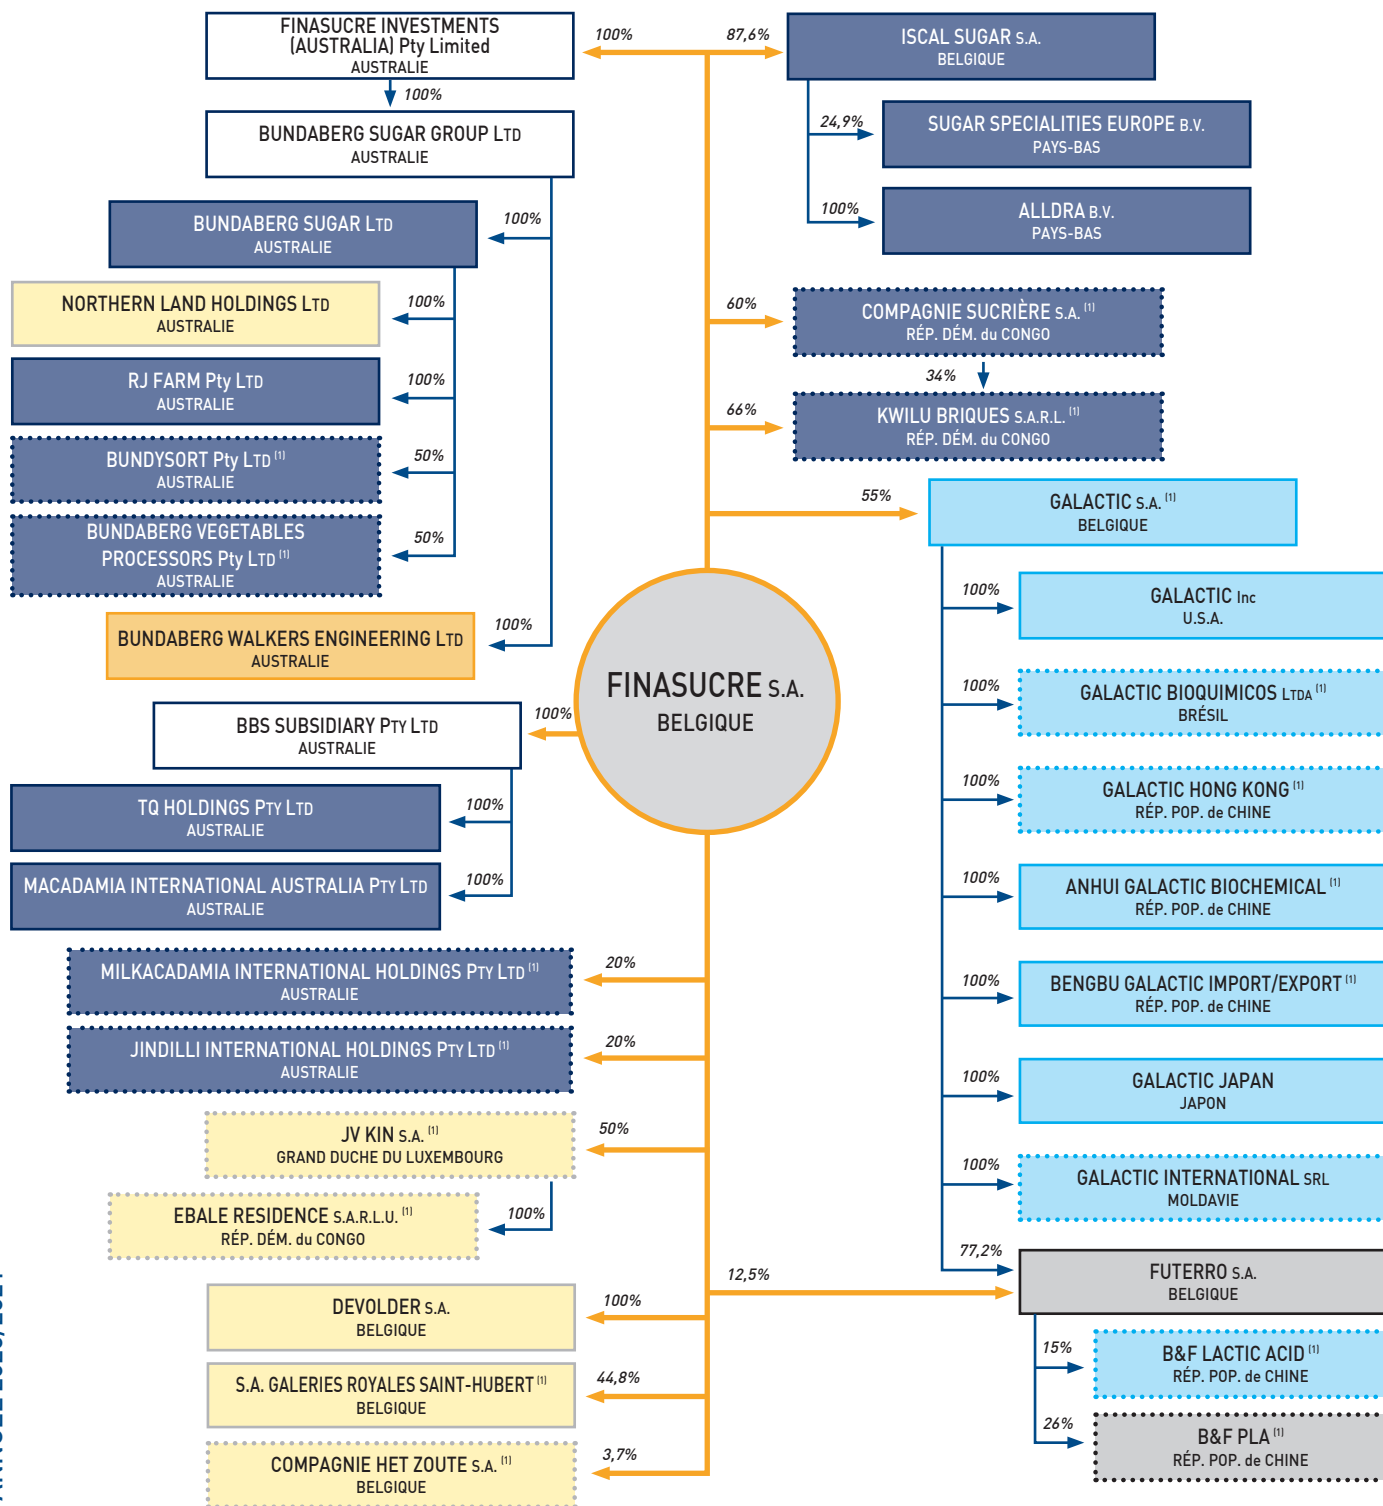 FINASUCRE INVESTMENTS
(AUSTRALIA) Pty Limited
AUSTRALIE
100%
BUNDABERG SUGAR GROUP LTD
AUSTRALIE
100%
BUNDABERG SUGAR LTD
AUSTRALIE
100%
NORTHERN LAND HOLDINGS LTD
AUSTRALIE
100%
RJ FARM Pty LTD
AUSTRALIE
100%
BUNDYSORT Pty LTD (1)
AUSTRALIE
50%
BUNDABERG VEGETABLES
PROCESSORS Pty LTD (1)
AUSTRALIE
50%
BUNDABERG WALKERS ENGINEERING LTD
AUSTRALIE
100%
BBS SUBSIDIARY PTY LTD
AUSTRALIE
100%
TQ HOLDINGS PTY LTD
AUSTRALIE
100%
MACADAMIA INTERNATIONAL AUSTRALIA PTY LTD
AUSTRALIE
100%
MILKACADAMIA INTERNATIONAL HOLDINGS PTY LTD (1)
AUSTRALIE
20%
JINDILLI INTERNATIONAL HOLDINGS PTY LTD (1)
AUSTRALIE
20%
JV KIN S.A. (1)
GRAND DUCHE DU LUXEMBOURG
50%
EBALE RESIDENCE S.A.R.L.U. (1)
RÉP. DÉM. du CONGO
100%
DEVOLDER S.A.
BELGIQUE
100%
S.A. GALERIES ROYALES SAINT-HUBERT (1)
BELGIQUE
44,8%
COMPAGNIE HET ZOUTE S.A. (1)
BELGIQUE
3,7%
FINASUCRE S.A.
BELGIQUE
87,6%
ISCAL SUGAR S.A.
BELGIQUE
24,9%
SUGAR SPECIALITIES EUROPE B.V.
PAYS-BAS
100%
ALLDRA B.V.
PAYS-BAS
60%
COMPAGNIE SUCRIÈRE S.A. (1)
RÉP. DÉM. du CONGO
34%
66%
KWILU BRIQUES S.A.R.L. (1)
RÉP. DÉM. du CONGO
55%
GALACTIC S.A. (1)
BELGIQUE
100%
GALACTIC Inc
U.S.A.
100%
GALACTIC BIOQUIMICOS LTDA (1)
BRÉSIL
100%
GALACTIC HONG KONG (1)
RÉP. POP. de CHINE
100%
ANHUI GALACTIC BIOCHEMICAL (1)
RÉP. POP. de CHINE
100%
BENGBU GALACTIC IMPORT/EXPORT (1)
RÉP. POP. de CHINE
100%
GALACTIC JAPAN
JAPON
100%
GALACTIC INTERNATIONAL SRL
MOLDAVIE
77,2%
12,5%
FUTERRO S.A.
BELGIQUE
15%
B&F LACTIC ACID (1)
RÉP. POP. de CHINE
26%
B&F PLA (1)
RÉP. POP. de CHINE